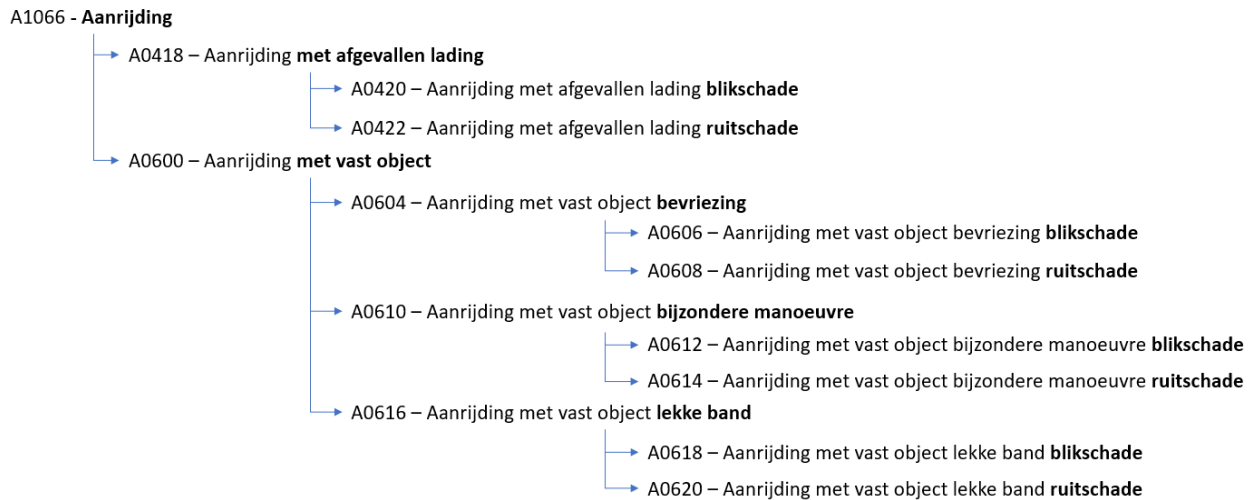 A1066 - Aanrijding
A0418 – Aanrijding met afgevallen lading
A0420 – Aanrijding met afgevallen lading blikschade
A0422 – Aanrijding met afgevallen lading ruitschade
A0600 – Aanrijding met vast object
A0604 – Aanrijding met vast object bevriezing
A0606 – Aanrijding met vast object bevriezing blikschade
A0608 – Aanrijding met vast object bevriezing ruitschade
A0610 – Aanrijding met vast object bijzondere manoeuvre
A0612 – Aanrijding met vast object bijzondere manoeuvre blikschade
A0614 – Aanrijding met vast object bijzondere manoeuvre ruitschade
A0616 – Aanrijding met vast object lekke band
A0618 – Aanrijding met vast object lekke band blikschade
A0620 – Aanrijding met vast object lekke band ruitschade